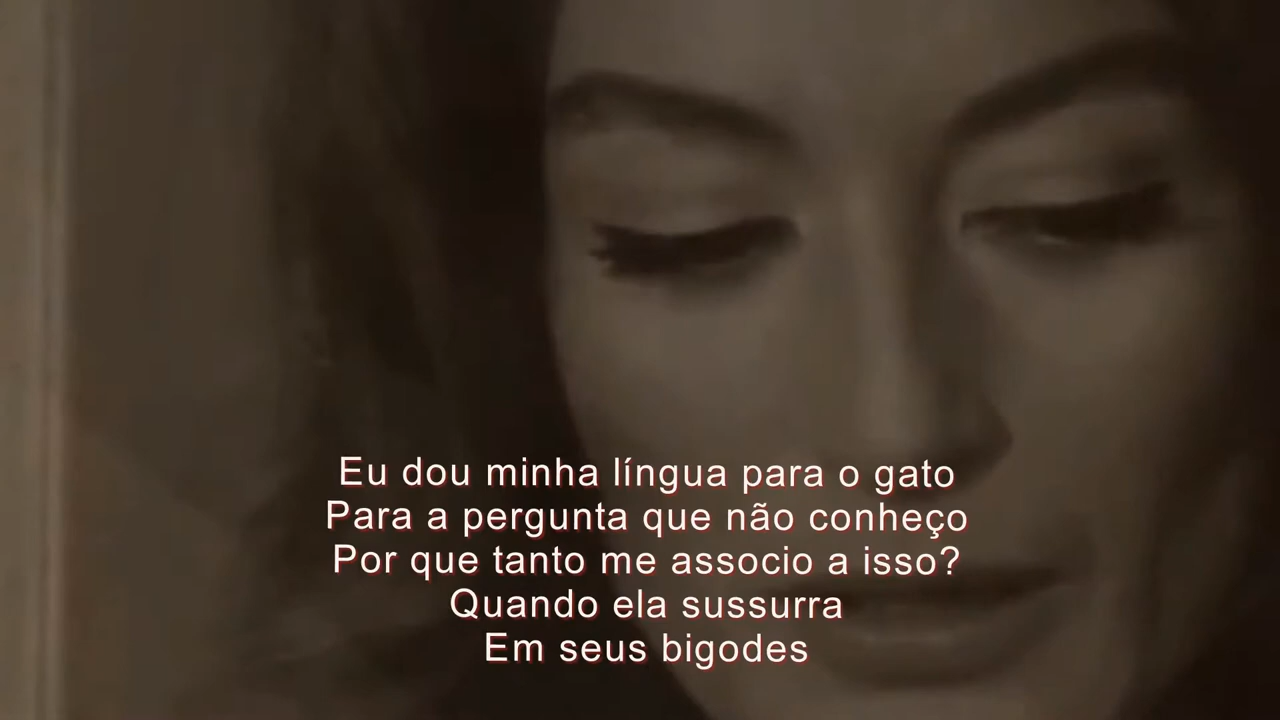 Eu dou minha língua para o gato
Para a pergunta que não conheço
Por que tanto me associo a isso?
Quando ela sussurra
Em seus bigodes